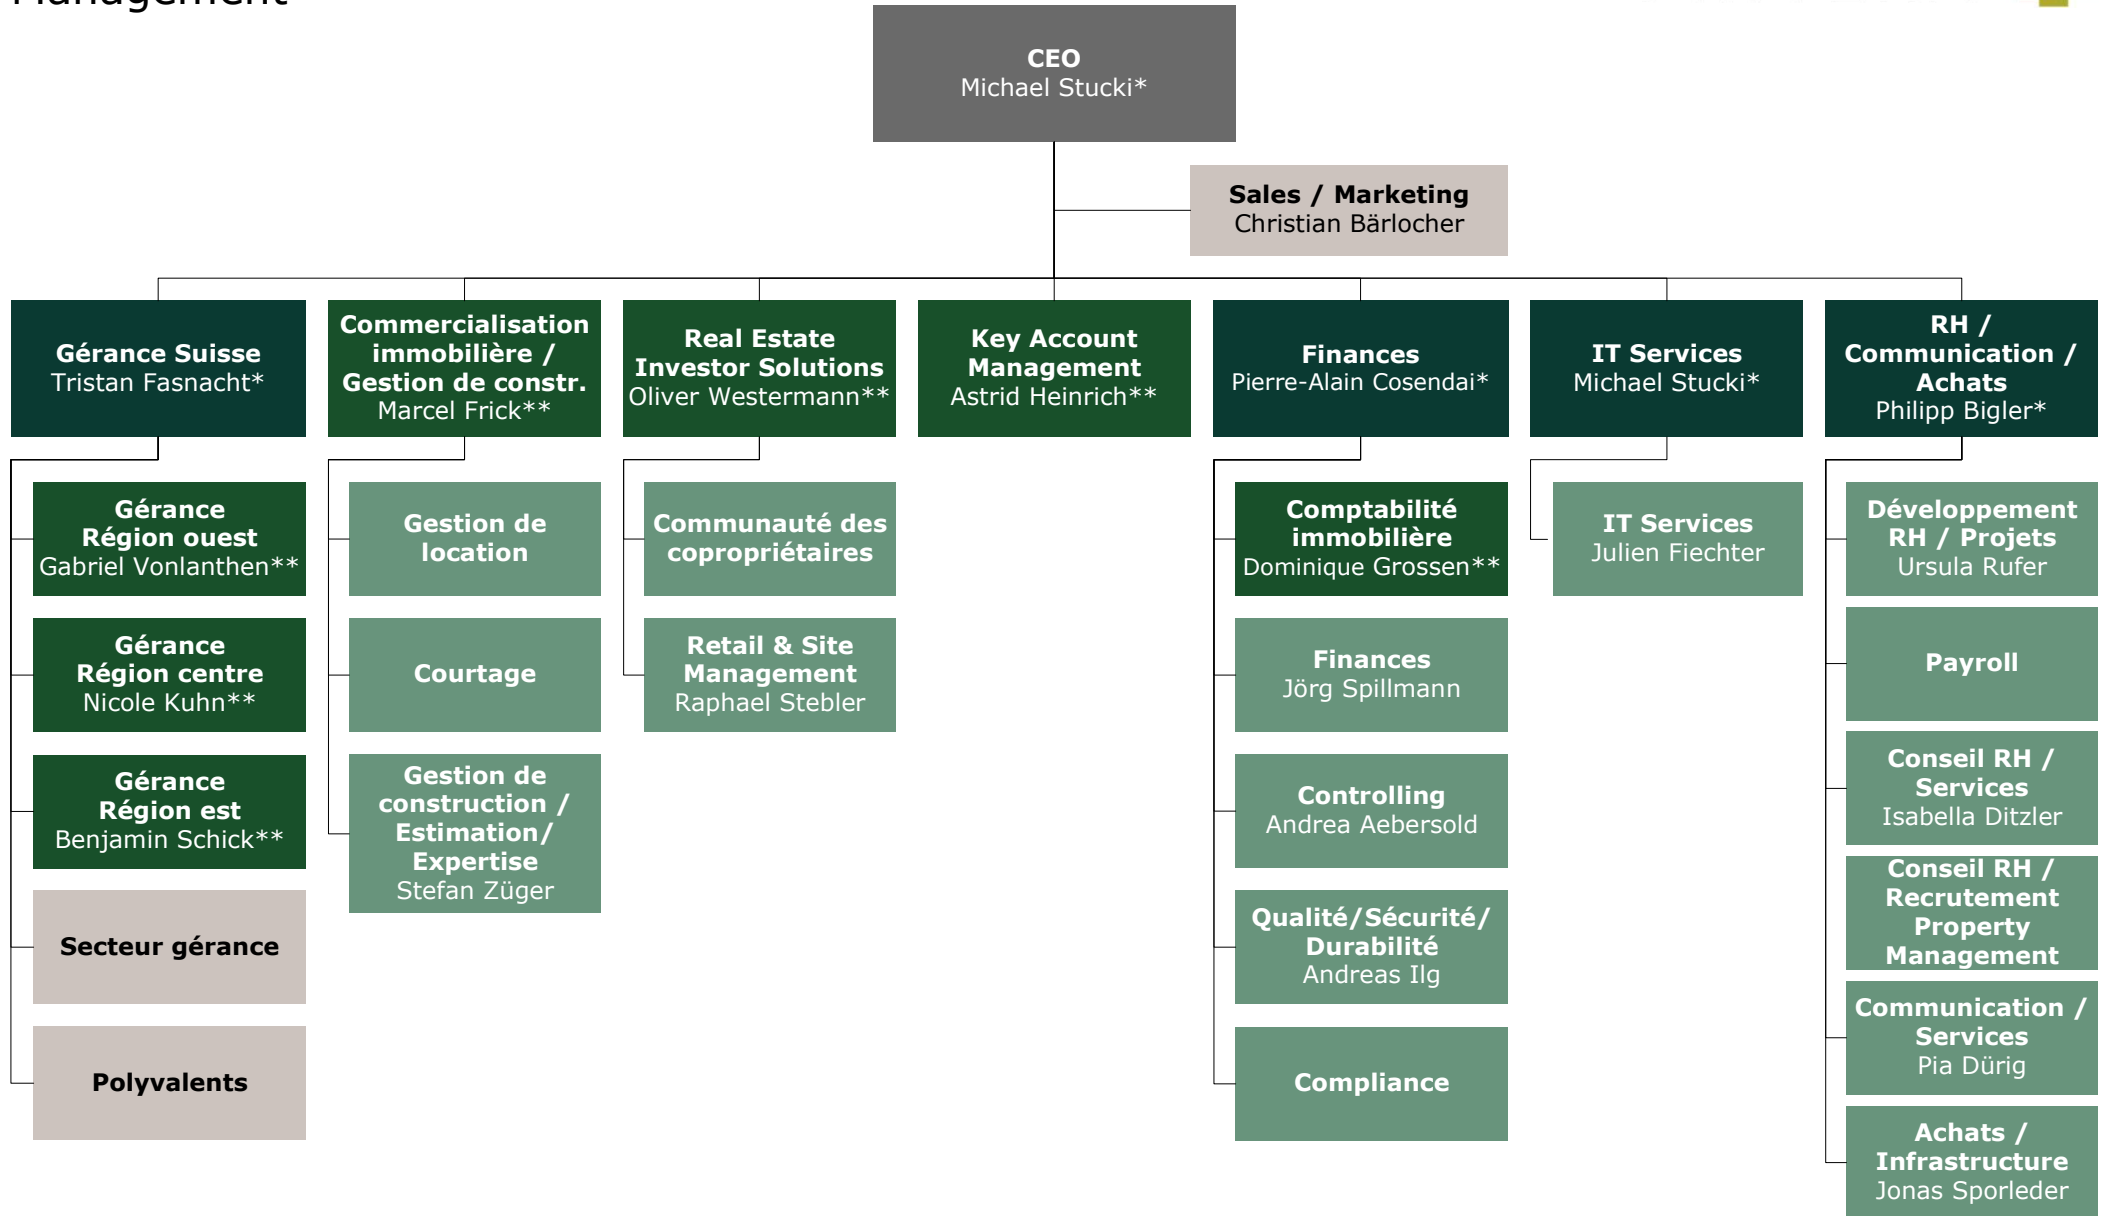 Management
CEO
Michael Stucki*
Sales / Marketing
Christian Bärlocher
Gérance Suisse
Tristan Fasnacht*
Commercialisation
immobilière /
Gestion de constr.
Marcel Frick**
Real Estate
Investor Solutions
Oliver Westermann**
Key Account
Management
Astrid Heinrich**
Finances
Pierre-Alain Cosendai*
IT Services
Michael Stucki*
RH /
Communication /
Achats
Philipp Bigler*
Gérance
Région ouest
Gabriel Vonlanthen**
Gérance
Région centre
Nicole Kuhn**
Gérance
Région est
Benjamin Schick**
Secteur gérance
Polyvalents
Gestion de
location
Courtage
Gestion de
construction /
Estimation/
Expertise
Stefan Züger
Communauté des
copropriétaires
Retail & Site
Management
Raphael Stebler
Comptabilité
immobilière
Dominique Grossen**
Finances
Jörg Spillmann
Controlling
Andrea Aebersold
Qualité/Sécurité/
Durabilité
Andreas Ilg
Compliance
IT Services
Julien Fiechter
Développement
RH / Projets
Ursula Rufer
Payroll
Conseil RH /
Services
Isabella Ditzler
Conseil RH /
Recrutement
Property
Management
Communication /
Services
Pia Dürig
Achats /
Infrastructure
Jonas Sporleder